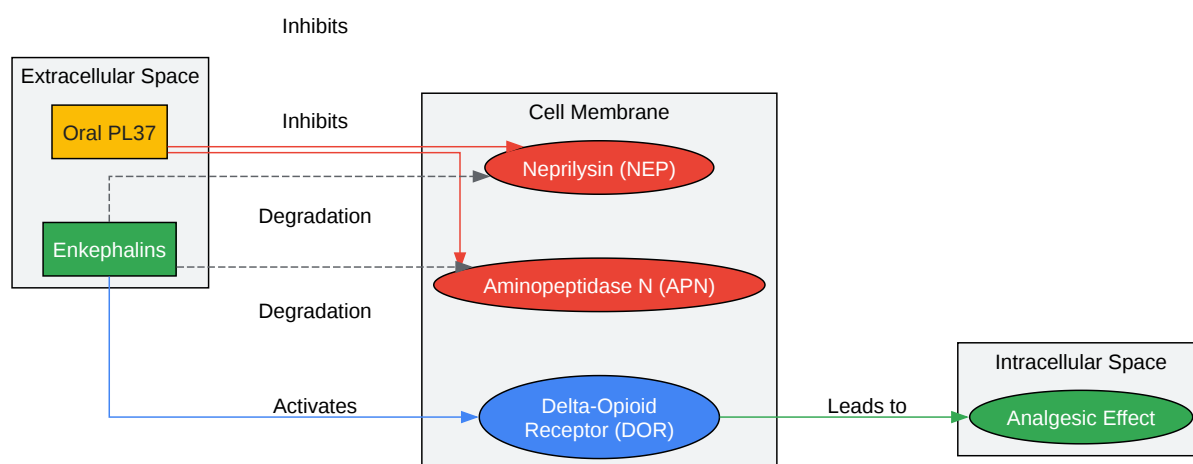 Inhibits
Extracellular Space
Oral PL37
Inhibits
Cell Membrane
Neprilysin (NEP)
Degradation
Enkephalins
Aminopeptidase N (APN)
Degradation
Intracellular Space
Activates
Delta-Opioid
Receptor (DOR)
Leads to
Analgesic Effect